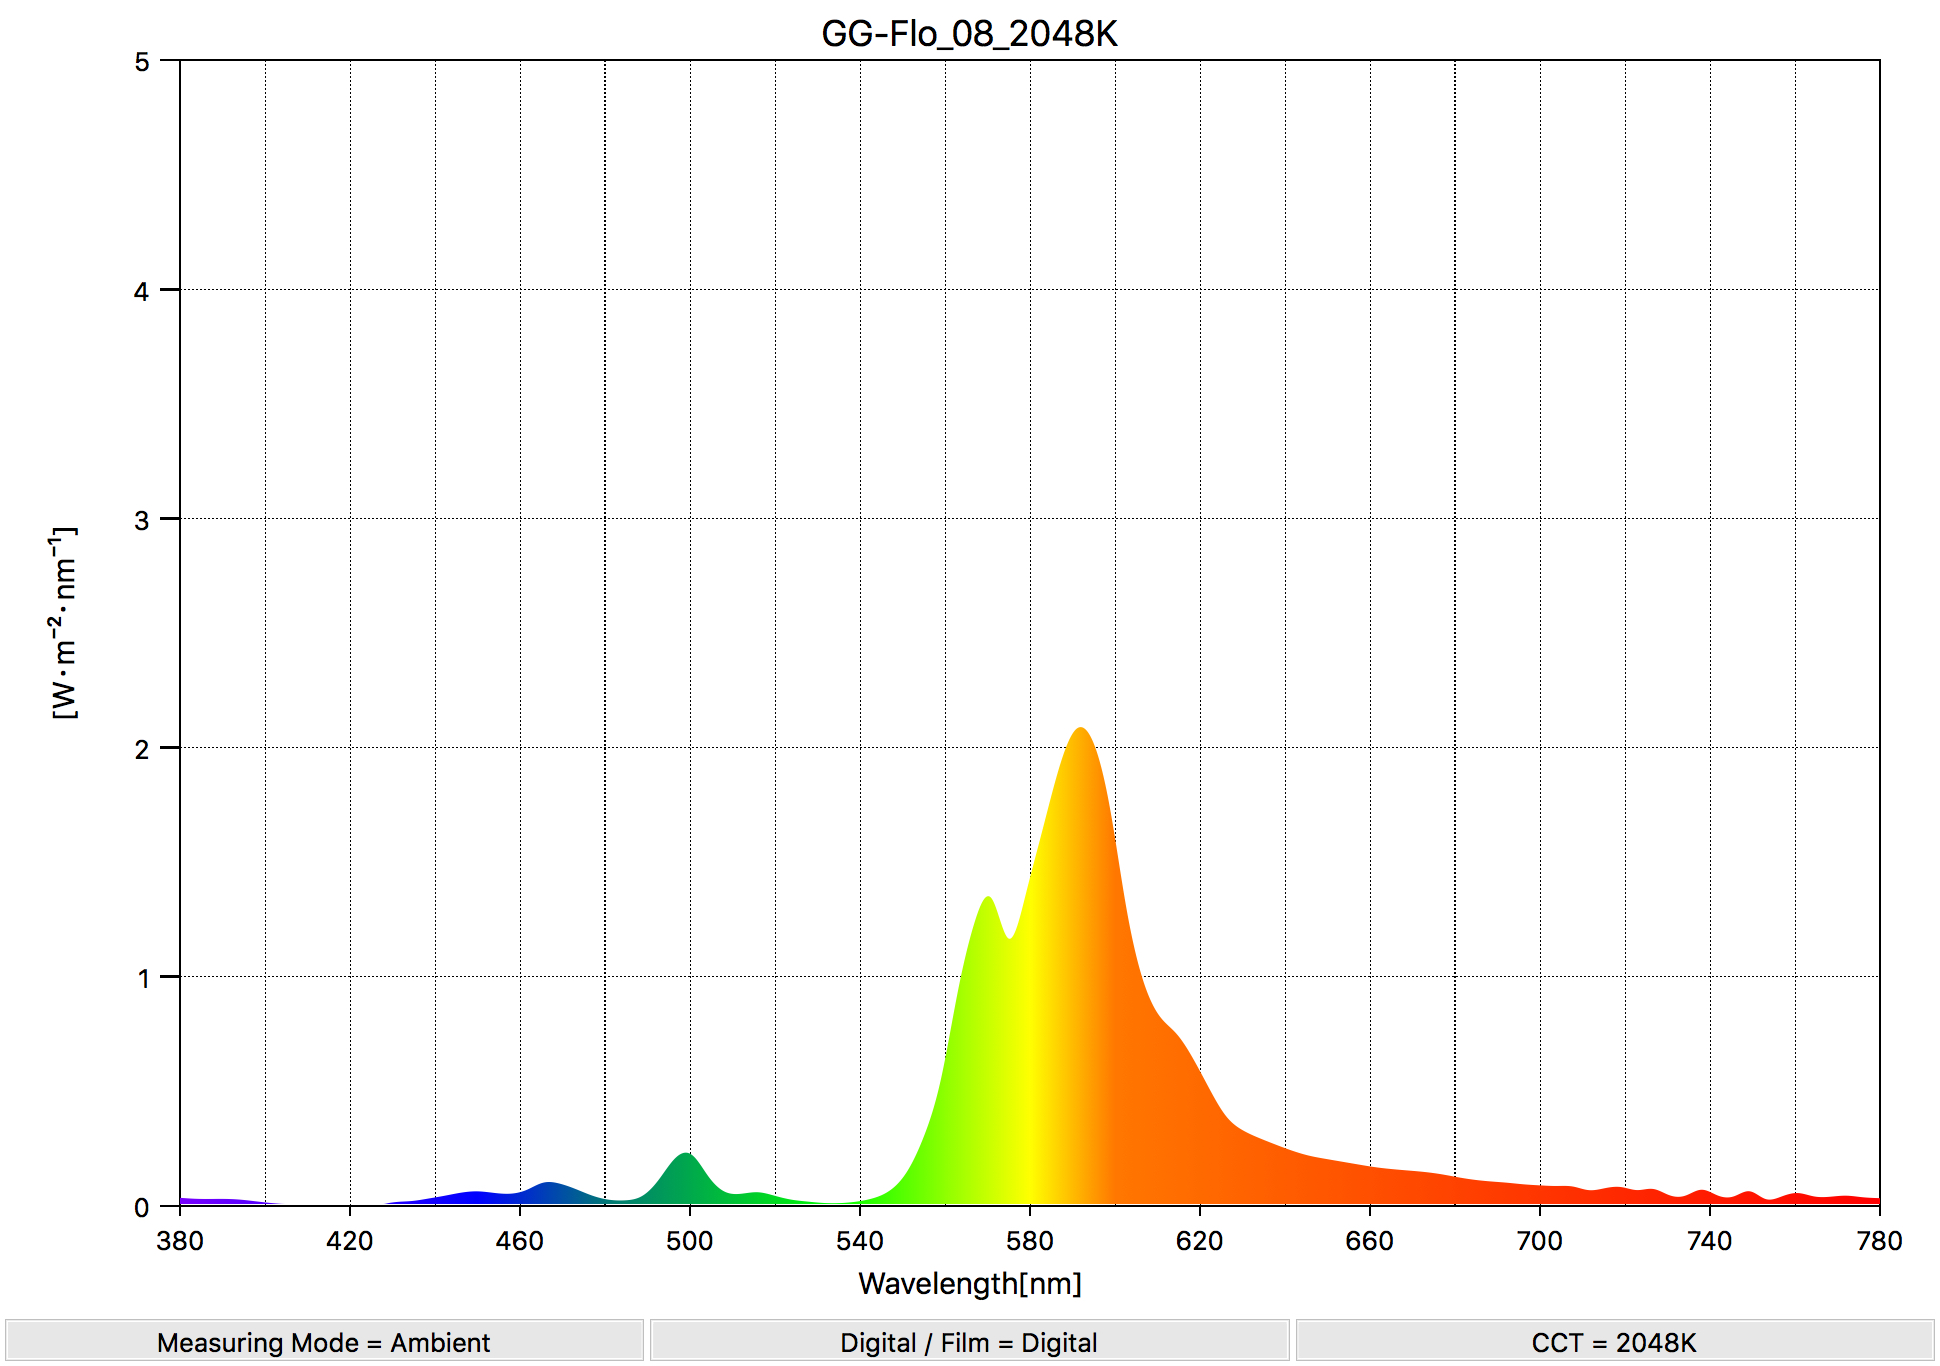 GG-Flo_08_2048K
5
4
3
2
1
0
[W·m⁻²·nm⁻¹]
380 420 460 500 540 580 620 660 700 740 780
Wavelength[nm]
Measuring Mode = Ambient
Digital / Film = Digital
CCT = 2048K